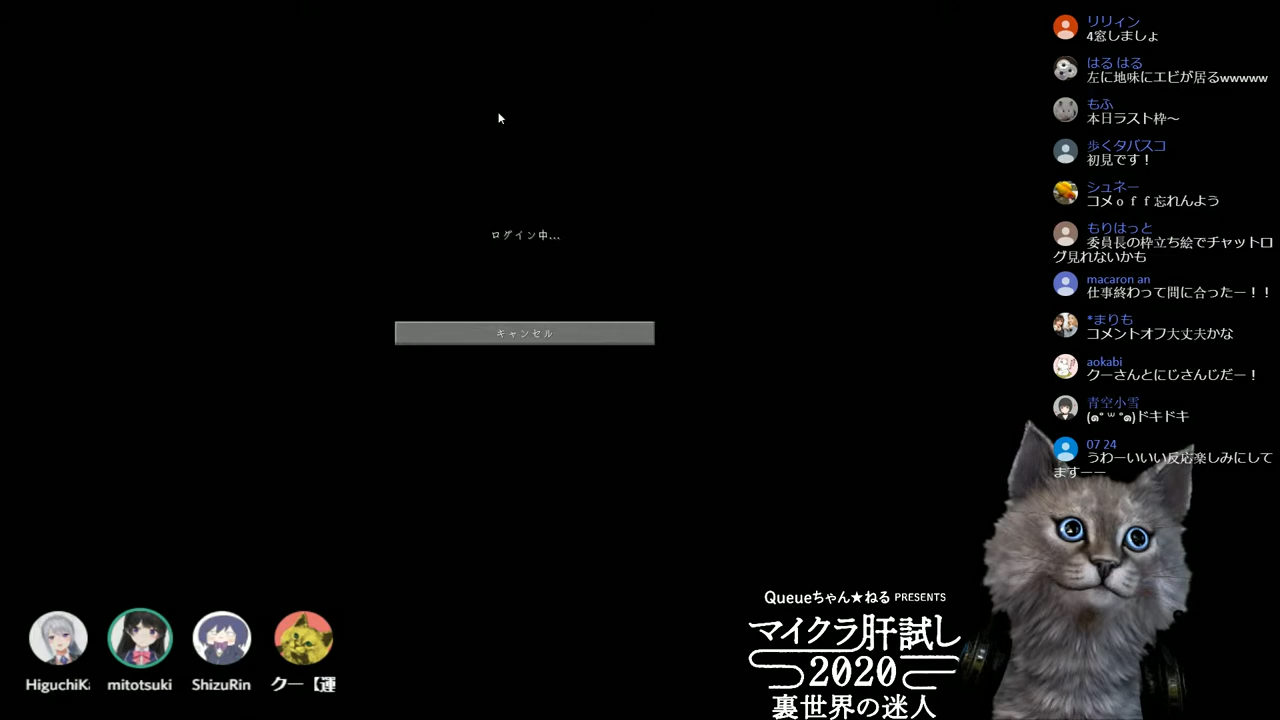 リリィン
4窓しましょ
はる はる
左に地味にエビが居るwwwww
もふ
本日ラスト枠〜
歩くタバスコ
初見です！
シュネー
コメｏｆｆ忘れんよう
もりはっと
委員長の枠立ち絵でチャットロ
グ見れないかも
macaron an
仕事終わって間に合ったー！！
*まりも
コメントオフ大丈夫かな
aokabi
クーさんとにじさんじだー！
青空小雪
(๑°꒳°๑)ドキドキ
07 24
うわーいいい反応楽しみにして
ますーー
ログイン中...
キャンセル
Queueちゃん★ねる PRESENTS
マイクラ肝試し
2020
裏世界の迷人
HiguchiKa
mitotsuki
ShizuRin
クー【運